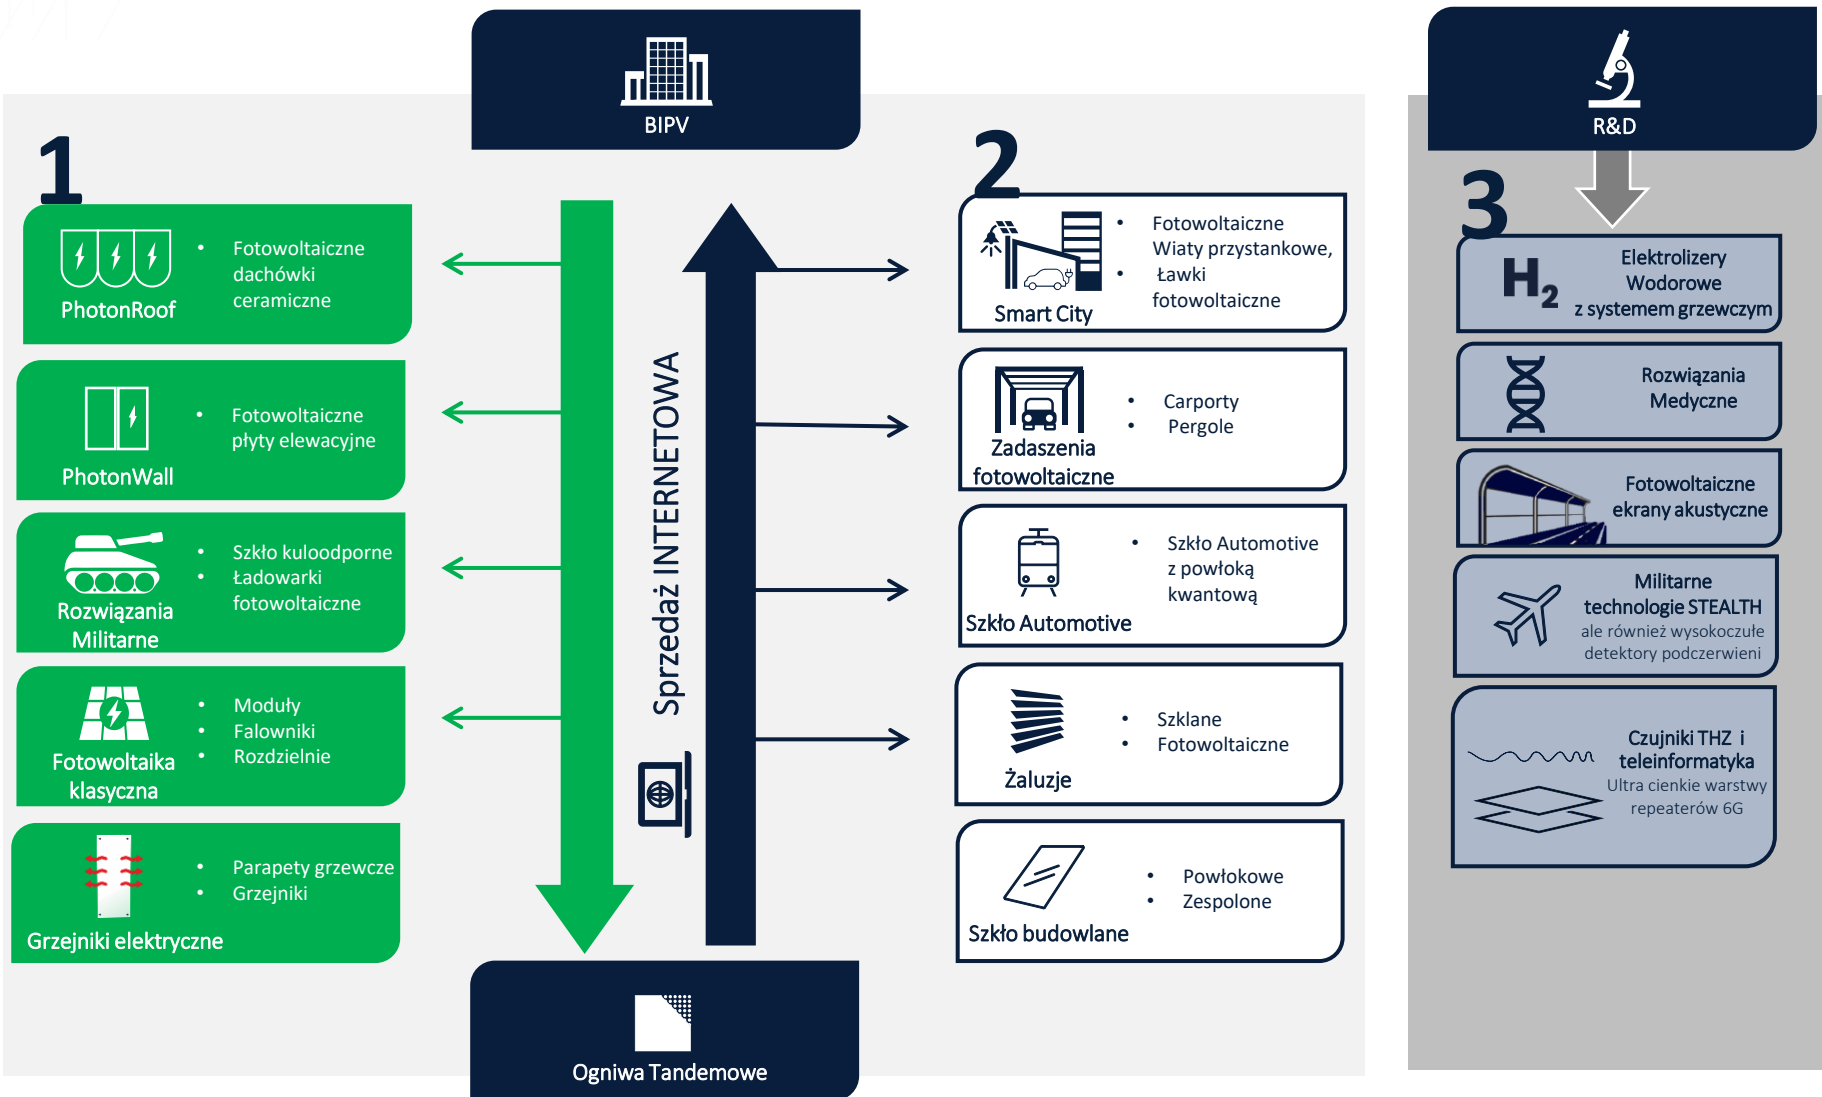 BIPV
R&D
1
PhotonRoof
• Fotowoltaiczne
dachówki
ceramiczne
PhotonWall
• Fotowoltaiczne
płyty elewacyjne
Rozwiązania
Militarne
• Szkło kuloodporne
• Ładowarki
fotowoltaiczne
Fotowoltaika
klasyczna
• Moduły
• Falowniki
• Rozdzielnie
Grzejniki elektryczne
• Parapety grzewcze
• Grzejniki
Sprzedaż INTERNETOWA
2
Smart City
• Fotowoltaiczne
Wiaty przystankowe,
• Ławki
fotowoltaiczne
Zadaszenia
fotowoltaiczne
• Carporty
• Pergole
Szkło Automotive
• Szkło Automotive
z powłoką
kwantową
Żaluzje
• Szklane
• Fotowoltaiczne
Szkło budowlane
• Powłokowe
• Zespolone
Ogniwa Tandemowe
3
H2
Elektrolizery
Wodorowe
z systemem grzewczym
Rozwiązania
Medyczne
Fotowoltaiczne
ekrany akustyczne
Militarne
technologie STEALTH
ale również wysokoczułe
detektory podczerwieni
Czujniki THZ i
teleinformatyka
Ultra cienkie warstwy
repeaterów 6G